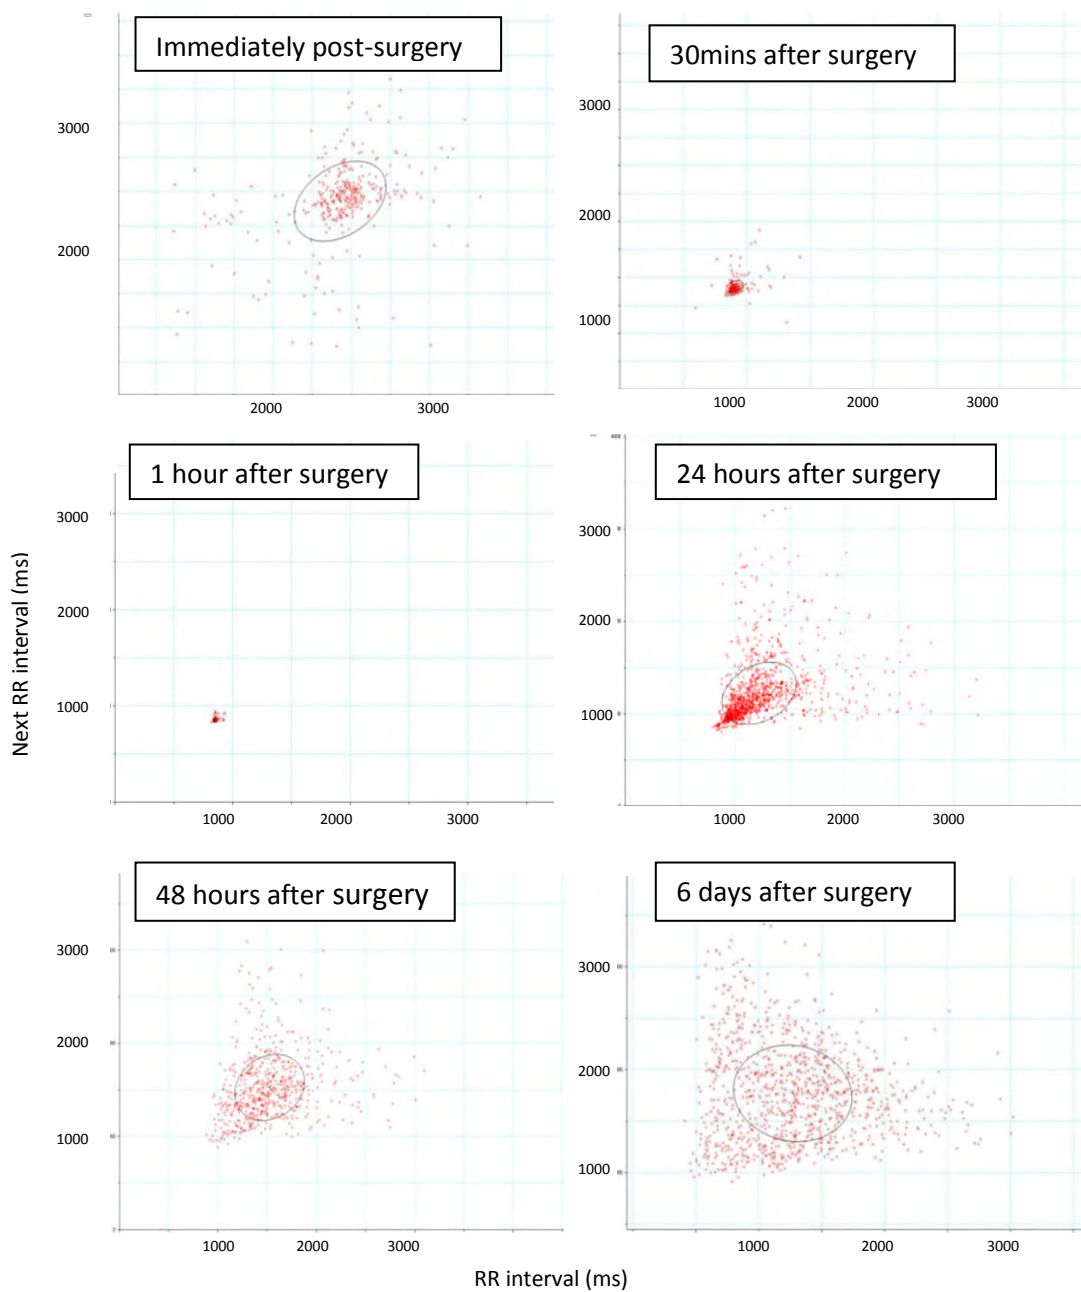 Immediately post-surgery
30mins after surgery
3000
2000
2000 3000
3000
2000
1000
1000 2000 3000
1 hour after surgery
24 hours after surgery
3000
2000
1000
1000 2000 3000
3000
2000
1000
1000 2000 3000
48 hours after surgery
6 days after surgery
3000
2000
1000
1000 2000 3000
3000
2000
1000
1000 2000 3000
Next RR interval (ms)
RR interval (ms)